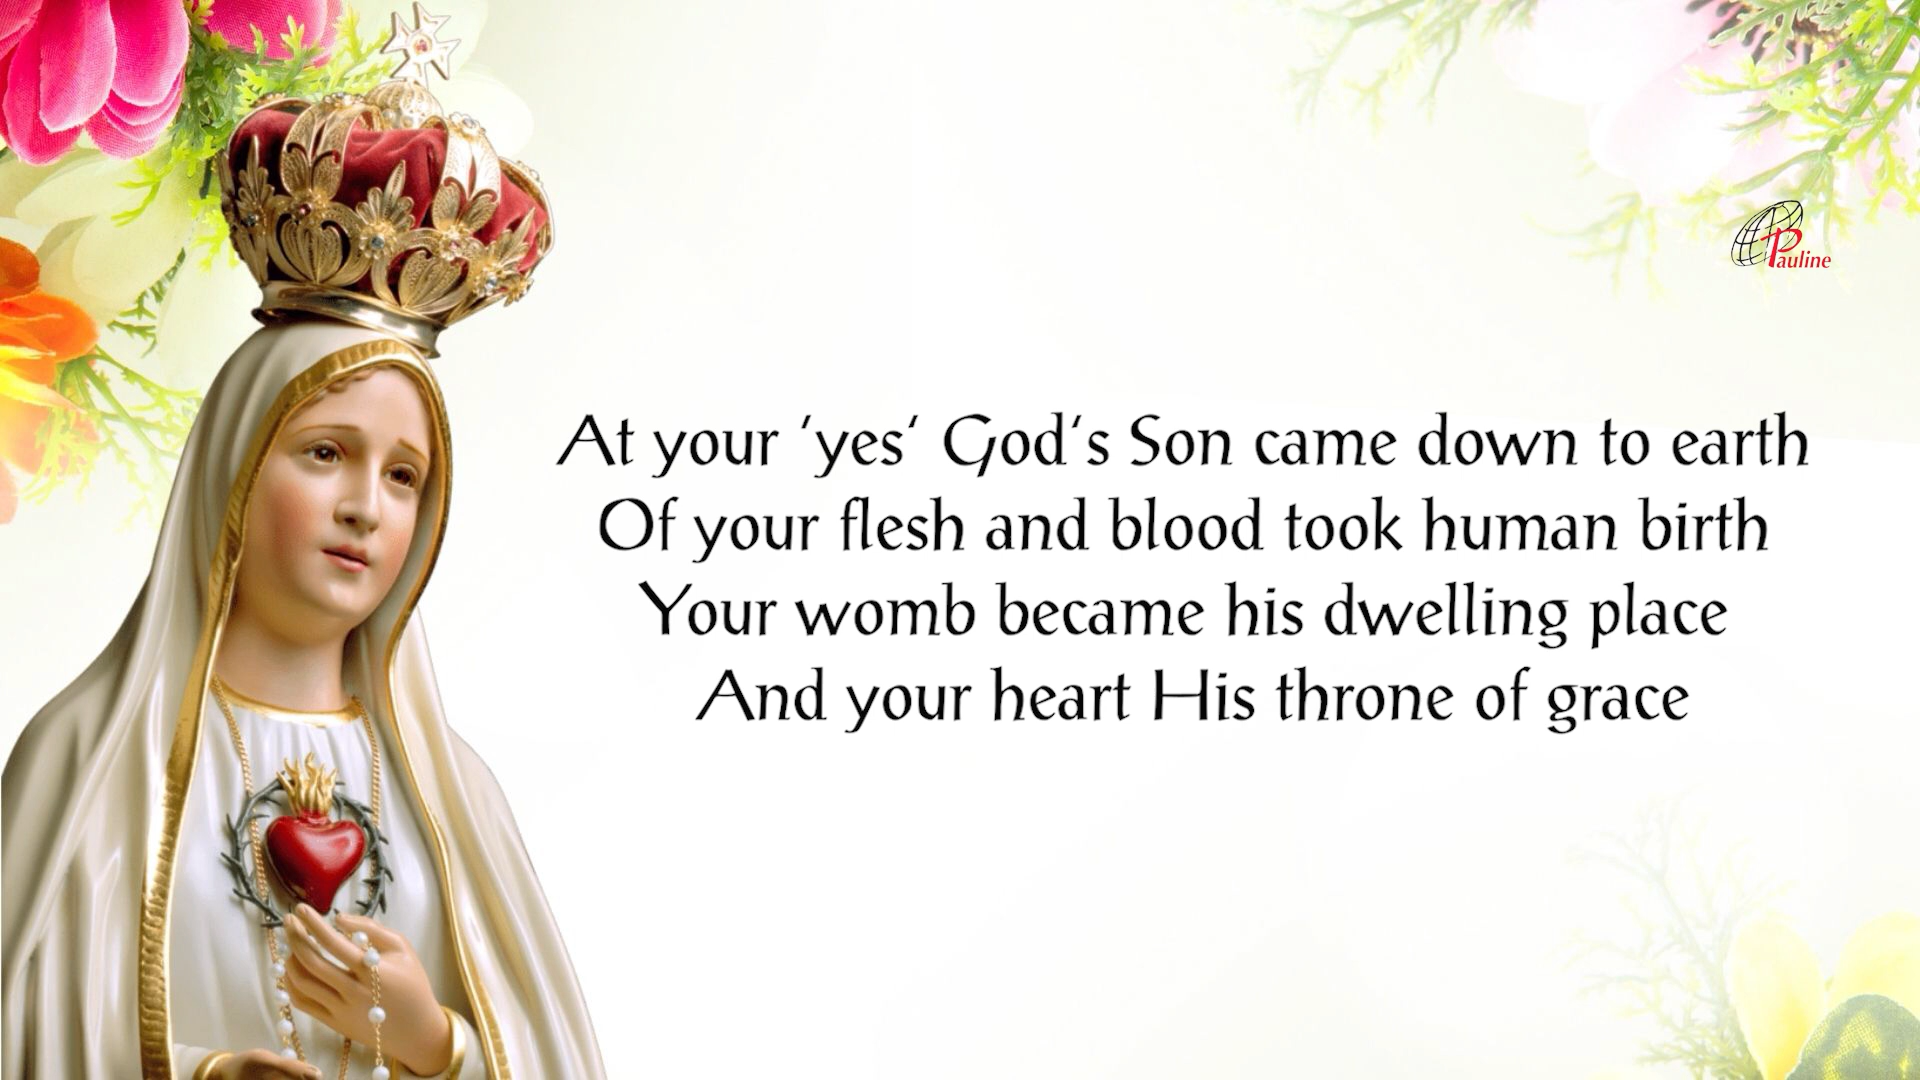 Pauline
At your 'yes' God's Son came down to earth
Of your flesh and blood took human birth
Your womb became his dwelling place
And your heart His throne of grace